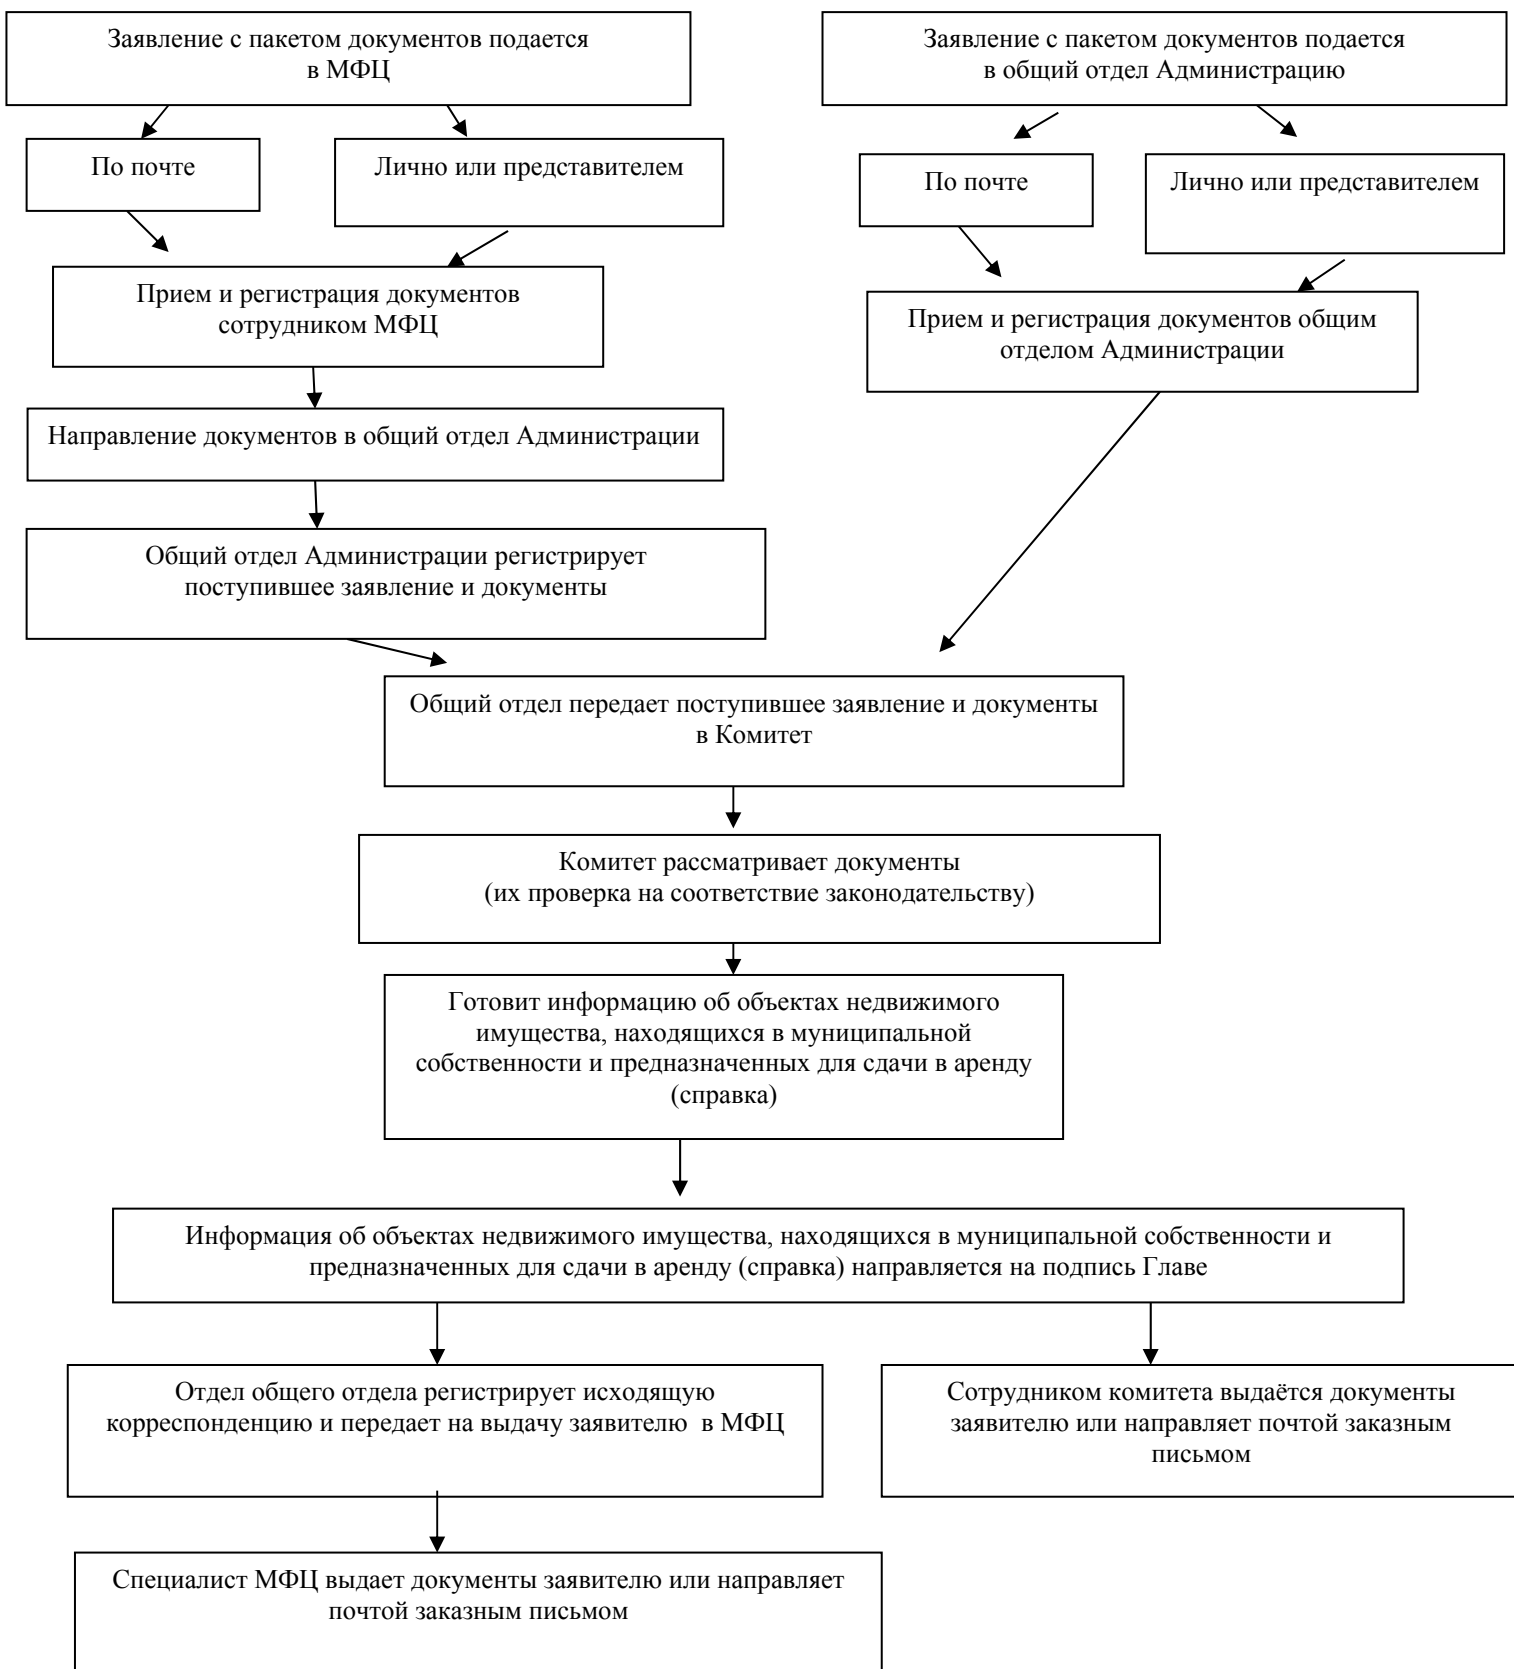 Заявление с пакетом документов подается
в МФЦ
Заявление с пакетом документов подается
в общий отдел Администрацию
По почте
Лично или представителем
По почте
Лично или представителем
Прием и регистрация документов
сотрудником МФЦ
Прием и регистрация документов общим
отделом Администрации
Направление документов в общий отдел Администрации
Общий отдел Администрации регистрирует
поступившее заявление и документы
Общий отдел передает поступившее заявление и документы
в Комитет
Комитет рассматривает документы
(их проверка на соответствие законодательству)
Готовит информацию об объектах недвижимого
имущества, находящихся в муниципальной
собственности и предназначенных для сдачи в аренду
(справка)
Информация об объектах недвижимого имущества, находящихся в муниципальной собственности и
предназначенных для сдачи в аренду (справка) направляется на подпись Главе
Отдел общего отдела регистрирует исходящую
корреспонденцию и передает на выдачу заявителю в МФЦ
Сотрудником комитета выдаётся документы
заявителю или направляет почтой заказным
письмом
Специалист МФЦ выдает документы заявителю или направляет
почтой заказным письмом